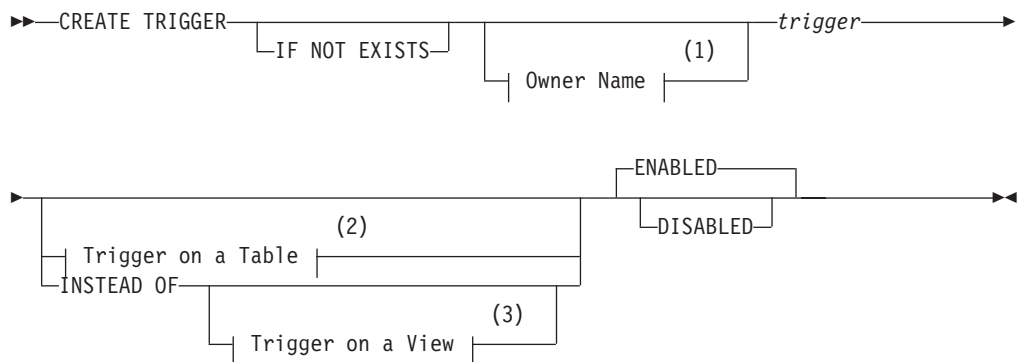 CREATE TRIGGER
IF NOT EXISTS
(1)
Owner Name
trigger
ENABLED
DISABLED
(2)
Trigger on a Table
INSTEAD OF
(3)
Trigger on a View